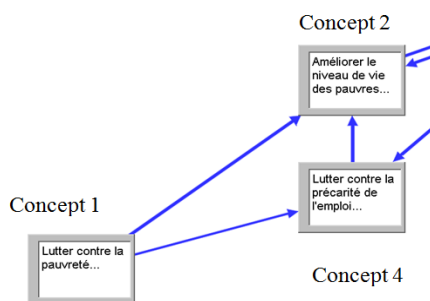 Concept 2
Améliorer le
niveau de vie
des pauvres...
Lutter contre la
précarité de
l'emploi...
Concept 1
Lutter contre la
pauvreté...
Concept 4